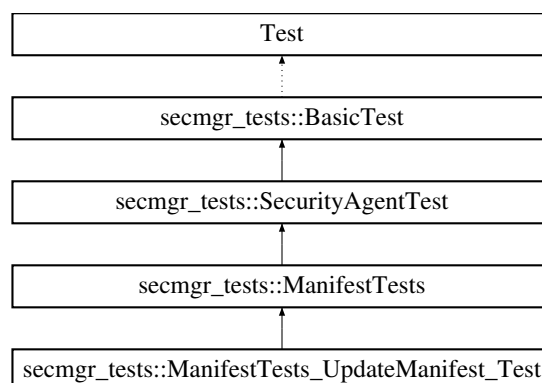 Test
secmgr_tests::BasicTest
secmgr_tests::SecurityAgentTest
secmgr_tests::ManifestTests
secmgr_tests::ManifestTests_UpdateManifest_Test